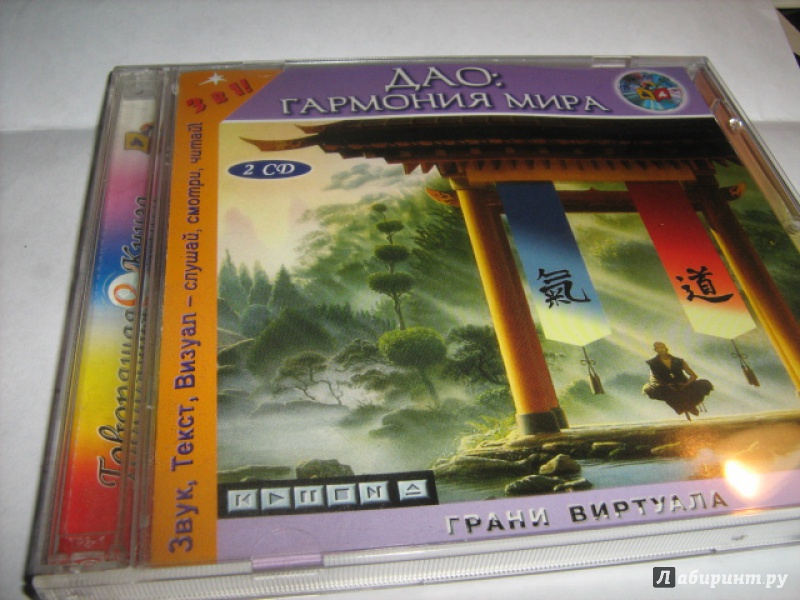 ДАО:
ГАРМОНИЯ МИРА
3 в 1!
2 CD
Звук, Текст, Визуал – слушай, смотри, читай!
Говорящая Книга
氣
道
ГРАНИ ВИРТУАЛА
Лабиринт.ру